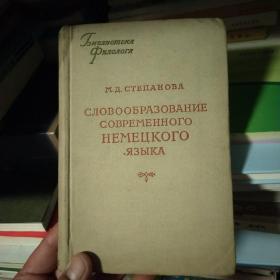 Библиотека
Филолога
М. Д. СТЕПАНОВА
СЛОВООБРАЗОВАНИЕ
СОВРЕМЕННОГО
НЕМЕЦКОГО
ЯЗЫКА